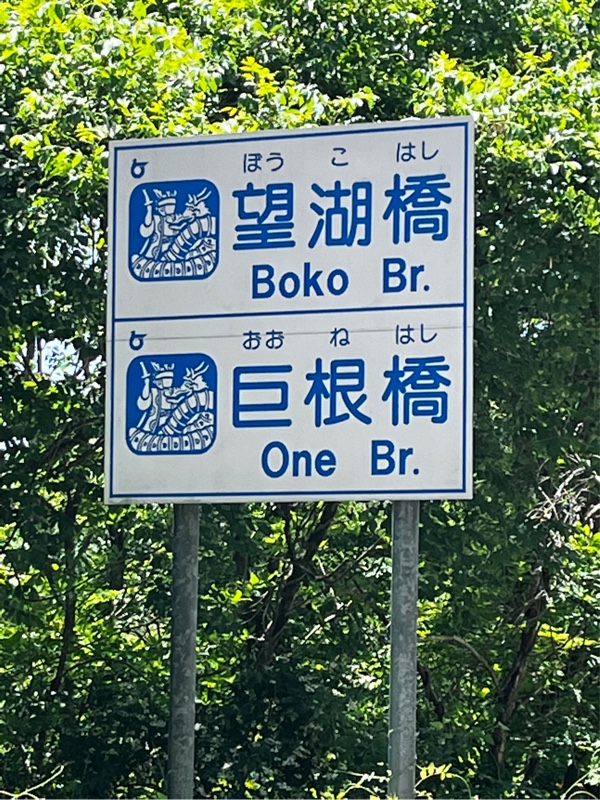 ぼう こ はし
望湖橋
Boko Br.
おお ね はし
巨根橋
One Br.